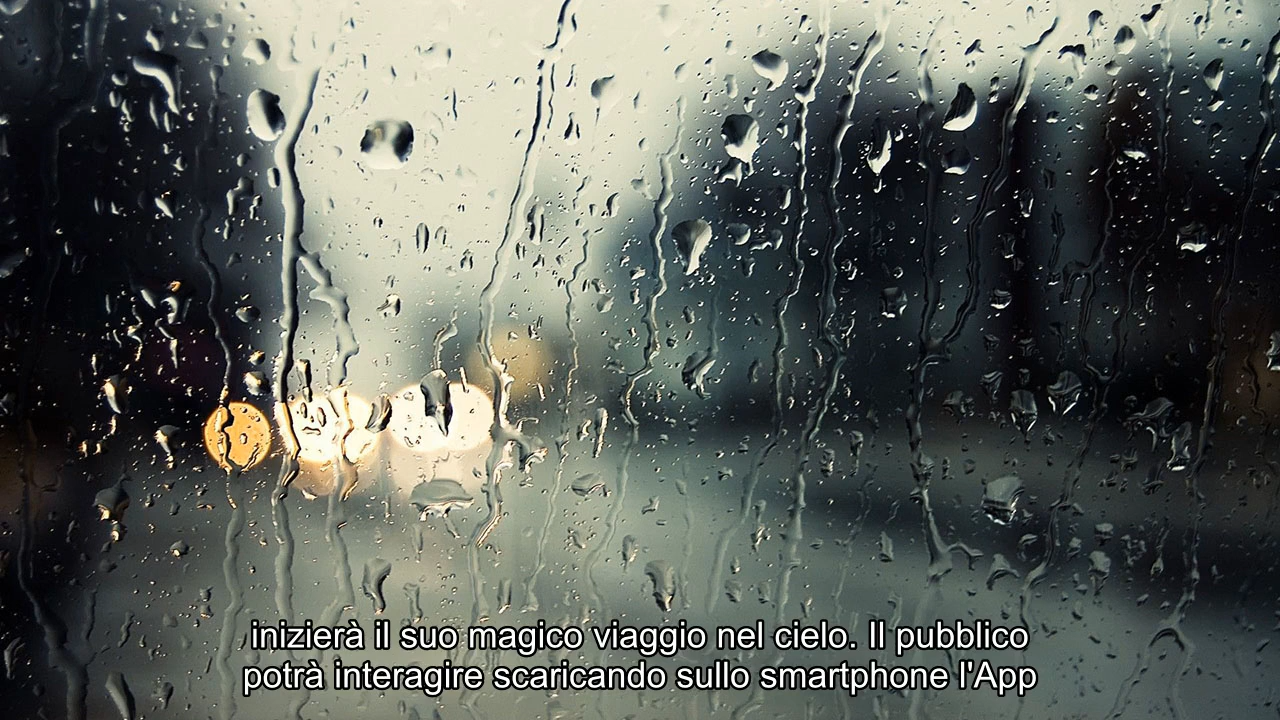 inizierà il suo magico viaggio nel cielo. Il pubblico
potrà interagire scaricando sullo smartphone l'App